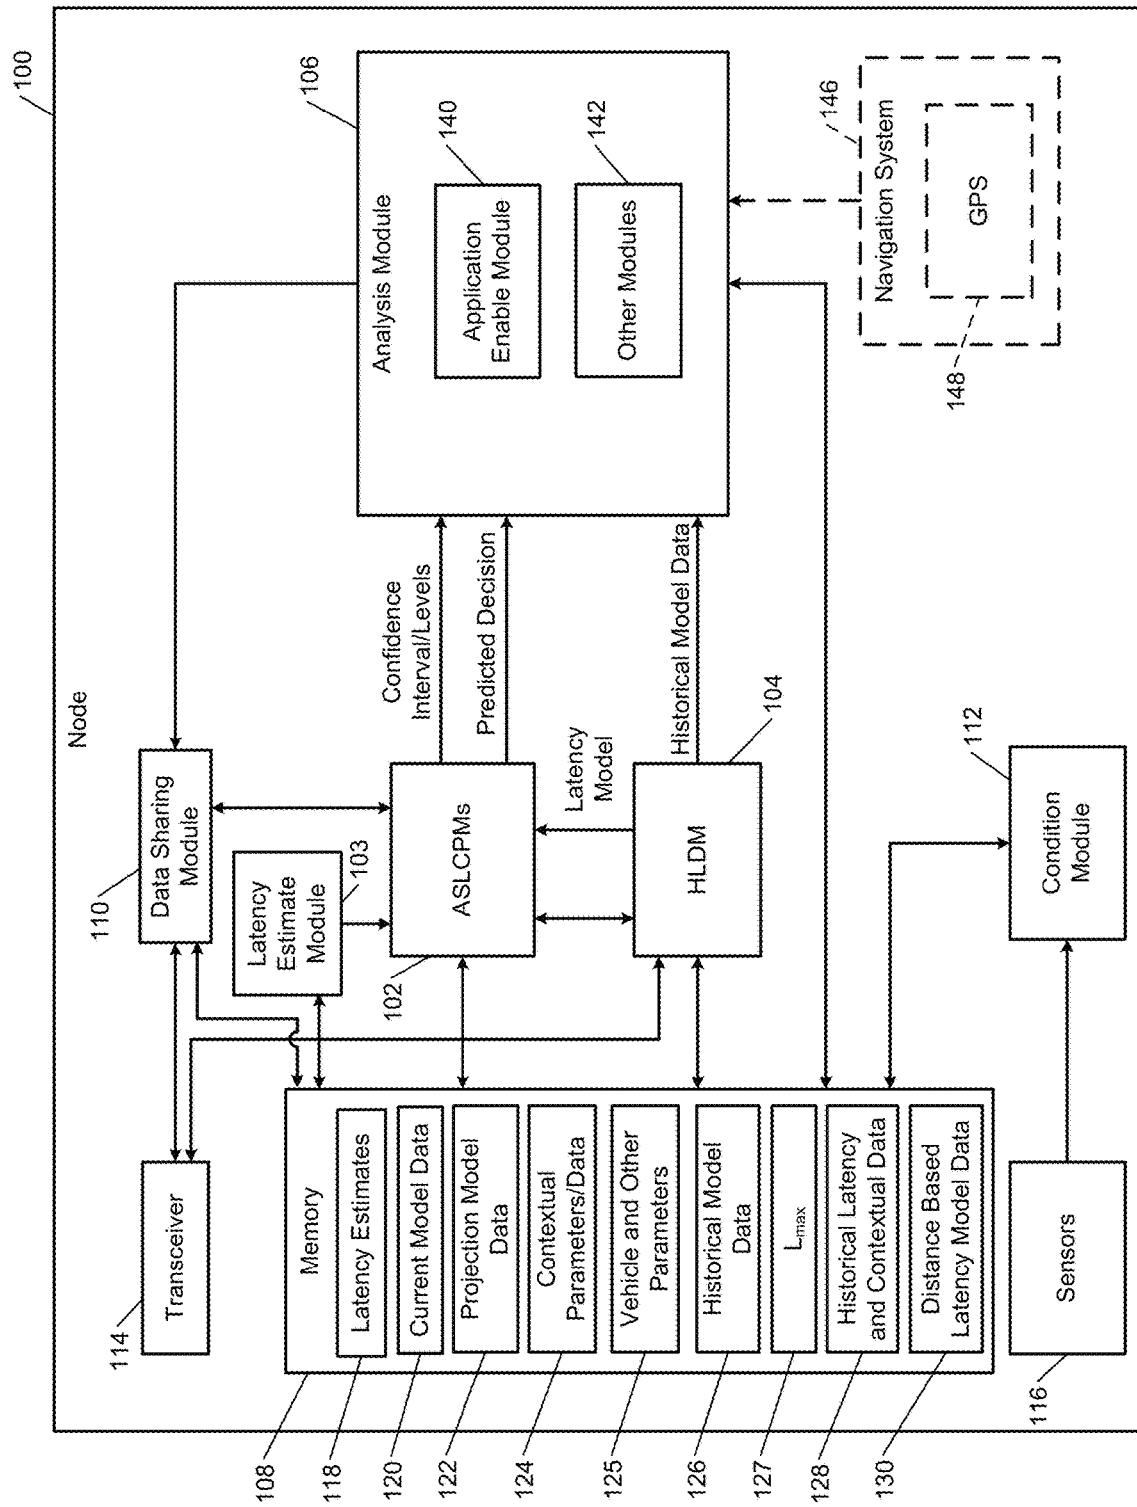 100
Node
114
Transceiver
110
Data Sharing
Module
106
Analysis Module
140
Application
Enable Module
142
Other Modules
146
Navigation System
GPS
148
Latency
Estimate
Module
103
ASLCPMs
102
Confidence
Interval/Levels
Predicted Decision
Latency
Model
HLDM
104
Historical Model Data
112
Condition
Module
108
Memory
118
Latency Estimates
120
Current Model Data
122
Projection Model
Data
124
Contextual
Parameters/Data
125
Vehicle and Other
Parameters
126
Historical Model
Data
127
Lmax
128
Historical Latency
and Contextual Data
130
Distance Based
Latency Model Data
116
Sensors